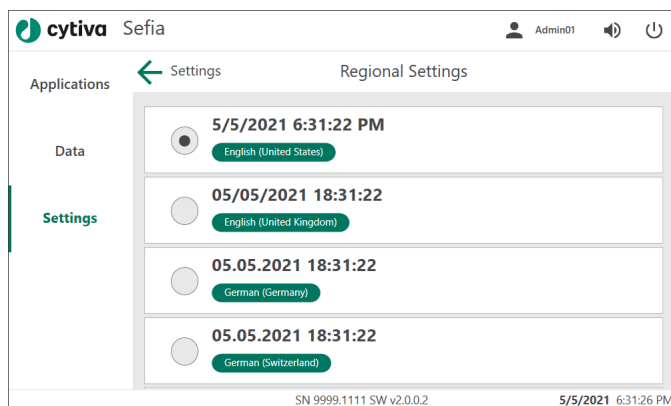 cytiva Sefia Admin01
Applications
Data
Settings
Settings Regional Settings
5/5/2021 6:31:22 PM
English (United States)
05/05/2021 18:31:22
English (United Kingdom)
05.05.2021 18:31:22
German (Germany)
05.05.2021 18:31:22
German (Switzerland)
SN 9999.1111 SW v2.0.0.2 5/5/2021 6:31:26 PM